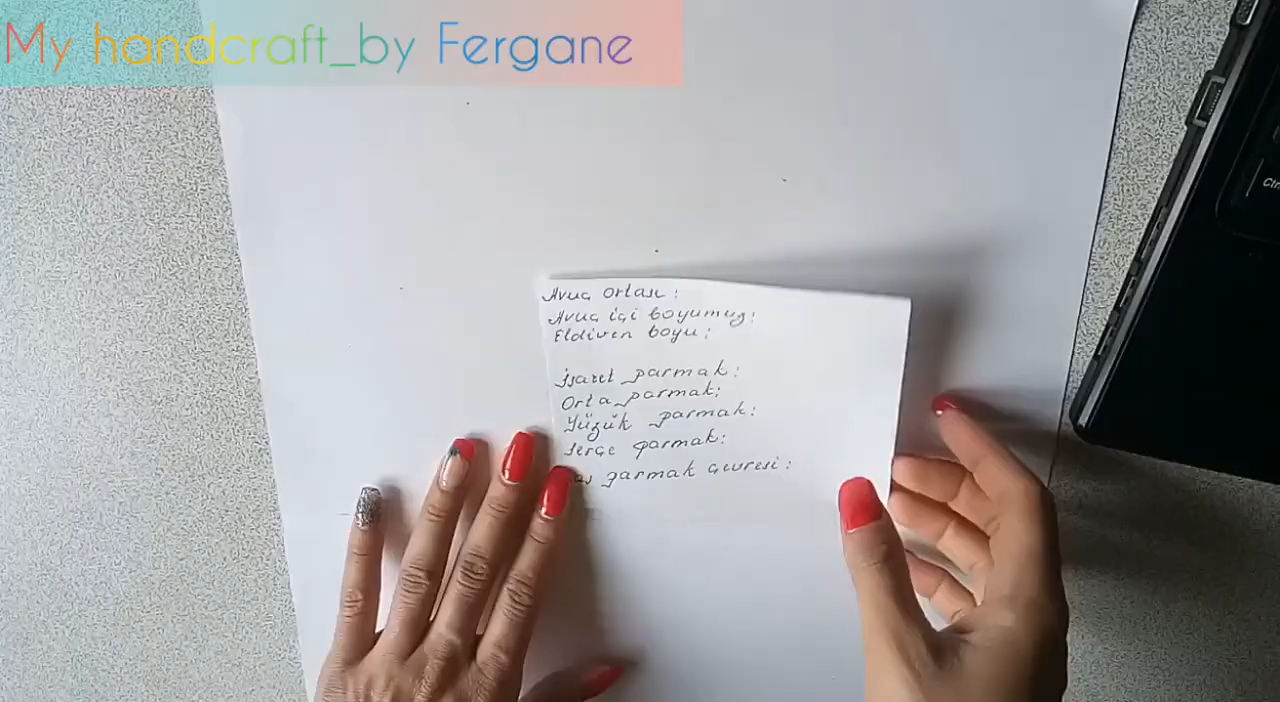 My handcraft_by Fergane
Avuç ortası :
Avuç içi boyumuz :
Eldiven boyu :
İşaret parmak :
Orta parmak :
Yüzük parmak :
Serçe parmak :
parmak çevresi :